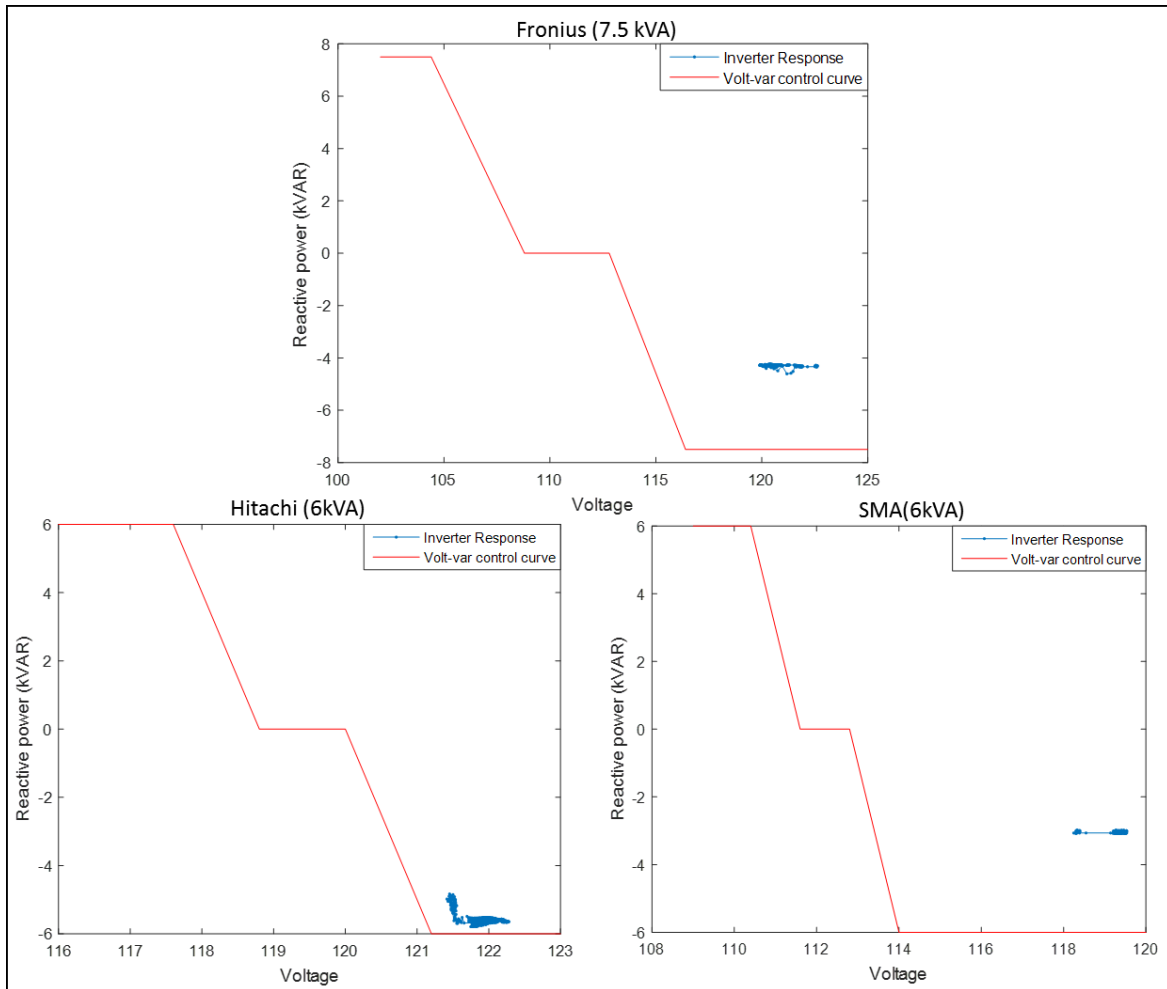 Fronius (7.5 kVA)
Inverter Response
Volt-var control curve
Reactive power (kVAR)
8
6
4
2
0
-2
-4
-6
-8
100
105
110
115
120
125
Voltage
Hitachi (6kVA)
Inverter Response
Volt-var control curve
Reactive power (kVAR)
6
4
2
0
-2
-4
-6
116
117
118
119
120
121
122
123
Voltage
SMA(6kVA)
Inverter Response
Volt-var control curve
Reactive power (kVAR)
6
4
2
0
-2
-4
-6
108
110
112
114
116
118
120
Voltage